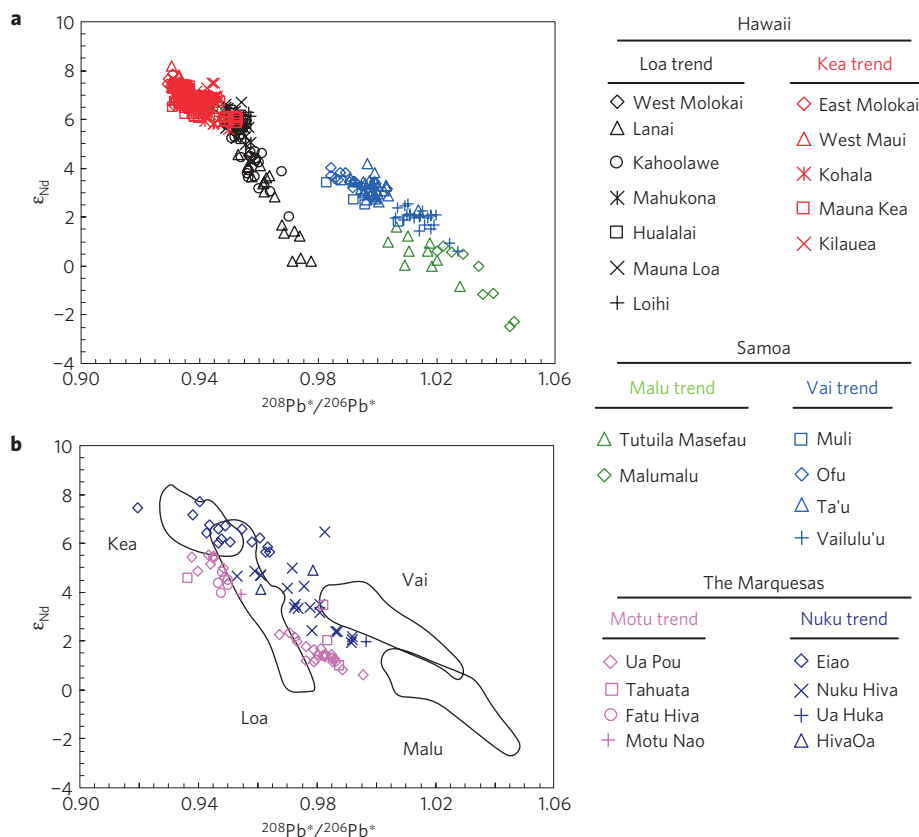 a
10
8
6
4
2
0
−2
−4
εNd
0.90 0.94 0.98 1.02 1.06
208Pb*/206Pb*
b
10
8
6
4
2
0
−2
−4
εNd
Kea
Loa
Vai
Malu
0.90 0.94 0.98 1.02 1.06
208Pb*/206Pb*
Hawaii
Loa trend Kea trend
West Molokai East Molokai
Lanai West Maui
Kahoolawe Kohala
Mahukona Mauna Kea
Hualalai Kilauea
Mauna Loa
Loihi
Samoa
Malu trend Vai trend
Tutuila Masefau Muli
Malumalu Ofu
Ta'u
Vailulu'u
The Marquesas
Motu trend Nuku trend
Ua Pou Eiao
Tahuata Nuku Hiva
Fatu Hiva Ua Huka
Motu Nao HivaOa